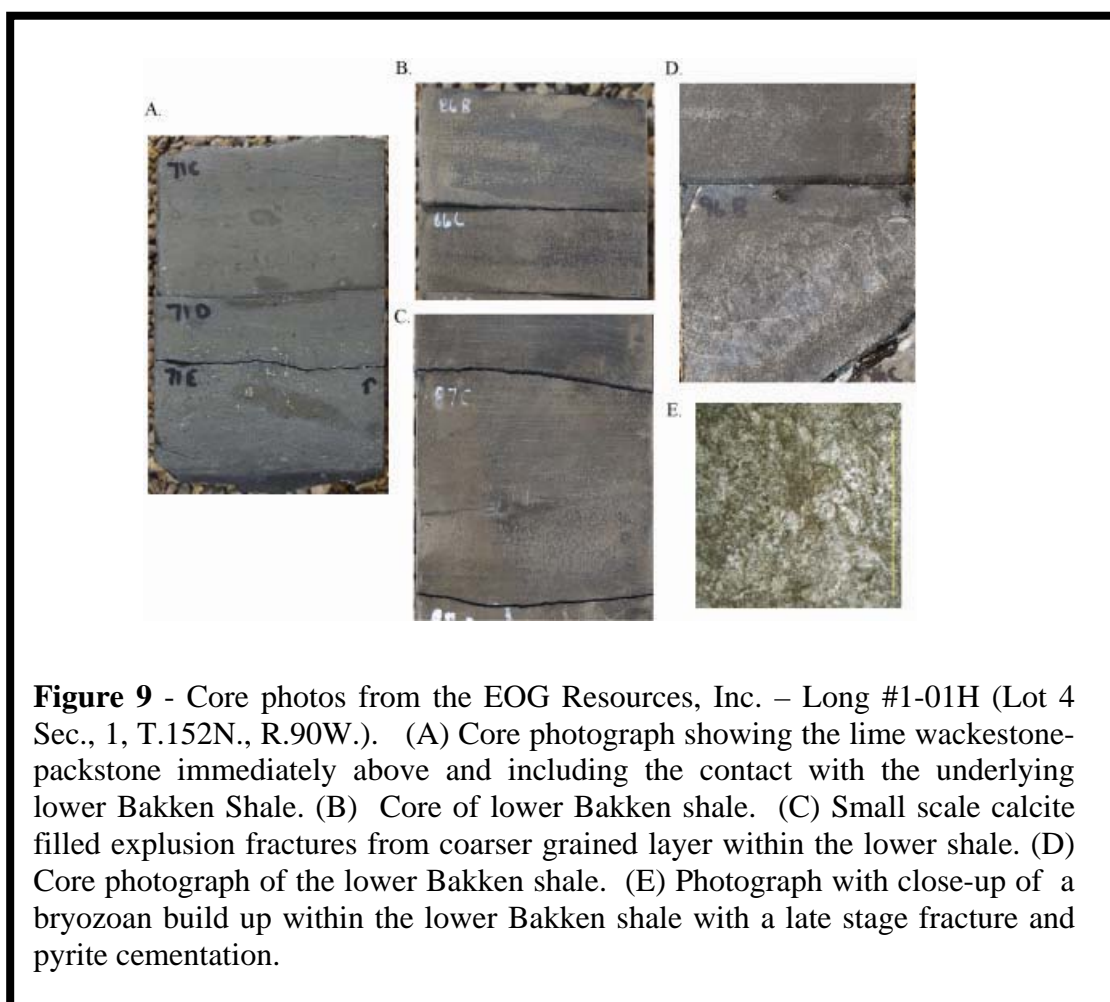 A.
71C
71D
71E
B.
86B
86C
C.
87C
D.
96B
E.
Figure 9 - Core photos from the EOG Resources, Inc. – Long #1-01H (Lot 4
Sec., 1, T.152N., R.90W.). (A) Core photograph showing the lime wackestone-
packstone immediately above and including the contact with the underlying
lower Bakken Shale. (B) Core of lower Bakken shale. (C) Small scale calcite
filled explusion fractures from coarser grained layer within the lower shale. (D)
Core photograph of the lower Bakken shale. (E) Photograph with close-up of a
bryozoan build up within the lower Bakken shale with a late stage fracture and
pyrite cementation.